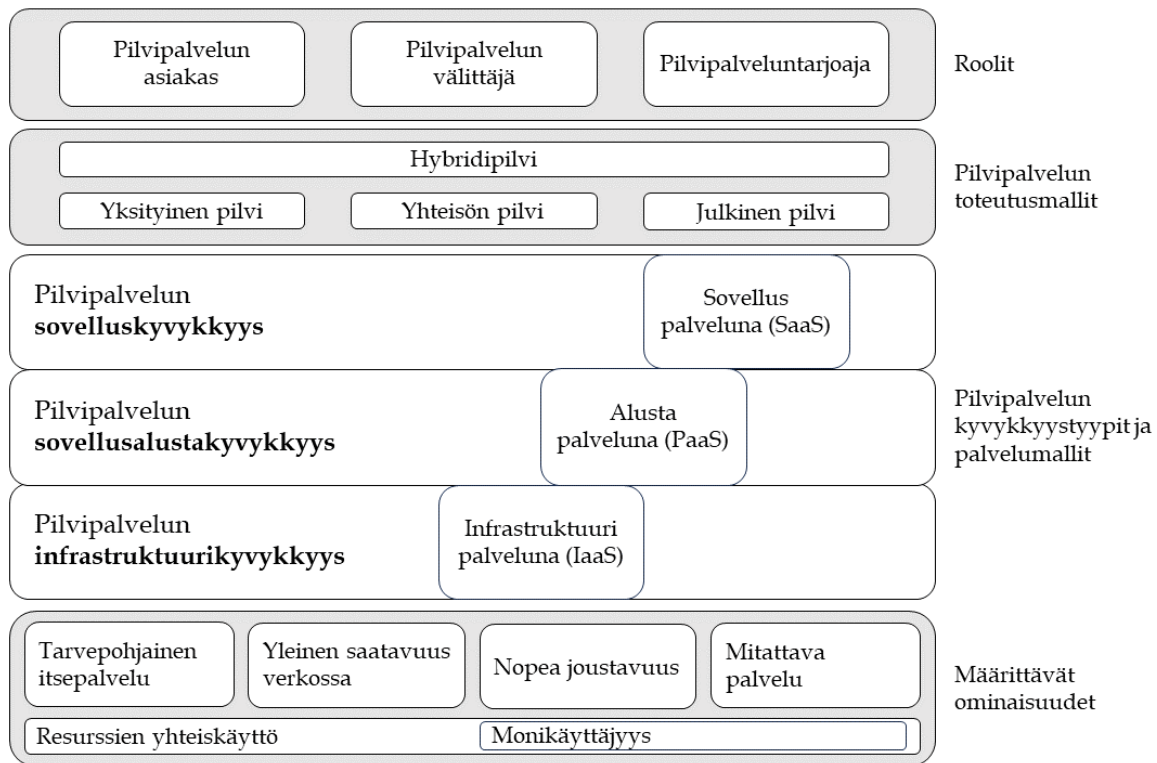 Pilvipalvelun
asiakas
Pilvipalvelun
välittäjä
Pilvipalveluntarjoaja
Roolit
Hybridipilvi
Yksityinen pilvi
Yhteisön pilvi
Julkinen pilvi
Pilvipalvelun
toteutusmallit
Pilvipalvelun
sovelluskyvykkyys
Sovellus
palveluna (SaaS)
Pilvipalvelun
sovellusalustakyvykkyys
Alusta
palveluna (PaaS)
Pilvipalvelun
kyvykkyystyypit ja
palvelumallit
Pilvipalvelun
infrastruktuurikyvykkyys
Infrastruktuuri
palveluna (IaaS)
Tarvepohjainen
itsepalvelu
Yleinen saatavuus
verkossa
Nopea joustavuus
Mitattava
palvelu
Määrittävät
ominaisuudet
Resurssien yhteiskäyttö
Monikäyttäjyys